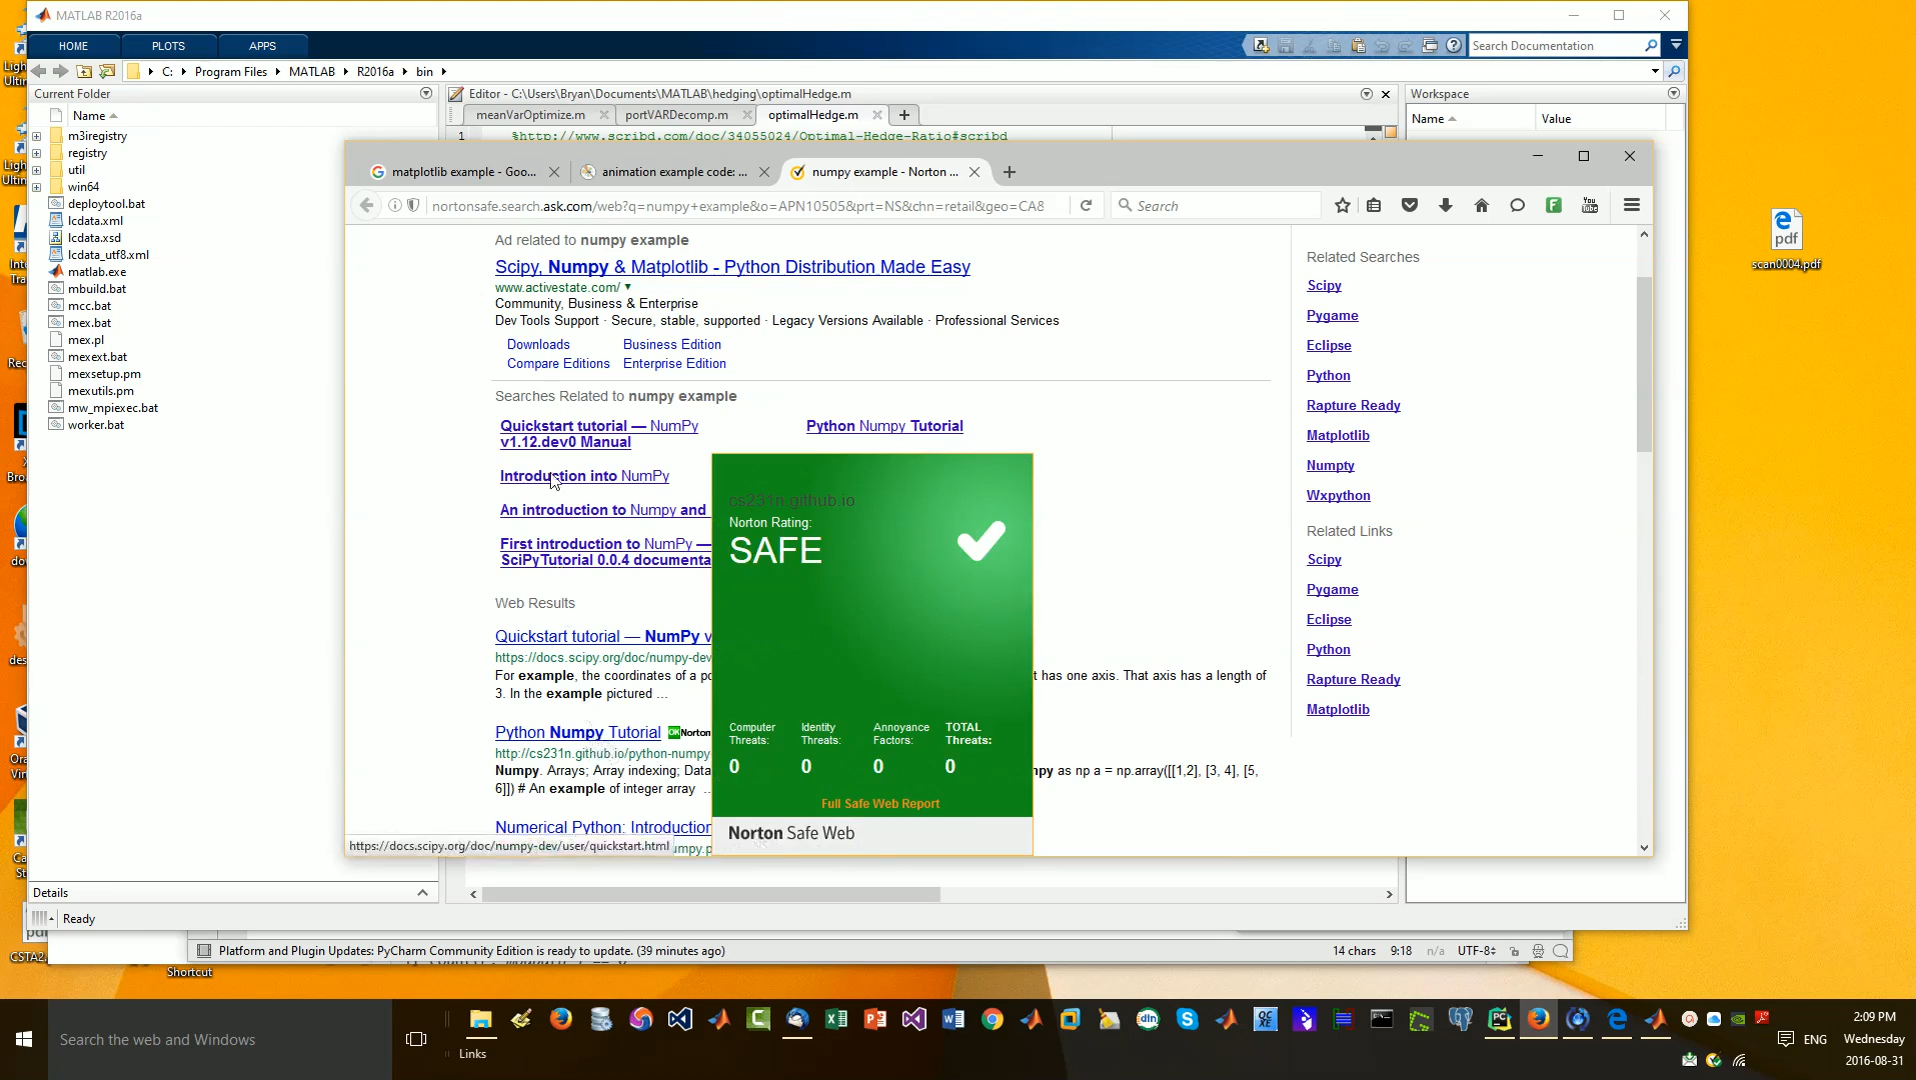 MATLAB R2016a
HOME
PLOTS
APPS
Search Documentation
C:
Program Files
MATLAB
R2016a
bin
Current Folder
Name
m3iregistry
registry
util
win64
deploytool.bat
lcdata.xml
lcdata.xsd
lcdata_utf8.xml
matlab.exe
mbuild.bat
mcc.bat
mex.bat
mex.pl
mexext.bat
mexsetup.pm
mexutils.pm
mw_mpiexec.bat
worker.bat
Details
Ready
Editor - C:\Users\Bryan\Documents\MATLAB\hedging\optimalHedge.m
meanVarOptimize.m
portVARDecomp.m
optimalHedge.m
1 %http://www.scribd.com/doc/34055024/Optimal-Hedge-Ratio#scribd
Workspace
Name
Value
matplotlib example - Goo...
animation example code: ...
numpy example - Norton ...
nortonsafe.search.ask.com/web?q=numpy+example&o=APN10505&prt=NS&chn=retail&geo=CA&
Search
Ad related to numpy example
Scipy, Numpy & Matplotlib - Python Distribution Made Easy
www.activestate.com/
Community, Business & Enterprise
Dev Tools Support · Secure, stable, supported · Legacy Versions Available · Professional Services
Downloads
Business Edition
Compare Editions
Enterprise Edition
Searches Related to numpy example
Quickstart tutorial — NumPy
v1.12.dev0 Manual
Python Numpy Tutorial
Introduction into NumPy
An introduction to Numpy and
First introduction to NumPy —
SciPyTutorial 0.0.4 documenta
Web Results
Quickstart tutorial — NumPy v
https://docs.scipy.org/doc/numpy-dev
For example, the coordinates of a po
t has one axis. That axis has a length of
3. In the example pictured ...
Python Numpy Tutorial
OK Norton
http://cs231n.github.io/python-numpy
Numpy. Arrays; Array indexing; Data
mpy as np a = np.array([[1,2], [3, 4], [5,
6]]) # An example of integer array ..
Numerical Python: Introduction
umpy.p
https://docs.scipy.org/doc/numpy-dev/user/quickstart.html
cs231n.github.io
Norton Rating:
SAFE
Computer
Threats:
0
Identity
Threats:
0
Annoyance
Factors:
0
TOTAL
Threats:
0
Full Safe Web Report
Norton Safe Web
Related Searches
Scipy
Pygame
Eclipse
Python
Rapture Ready
Matplotlib
Numpty
Wxpython
Related Links
Scipy
Pygame
Eclipse
Python
Rapture Ready
Matplotlib
pdf
scan0004.pdf
Platform and Plugin Updates: PyCharm Community Edition is ready to update. (39 minutes ago)
14 chars
9:18
n/a
UTF-8
CSTA2.
Shortcut
Search the web and Windows
Links
2:09 PM
ENG
Wednesday
2016-08-31